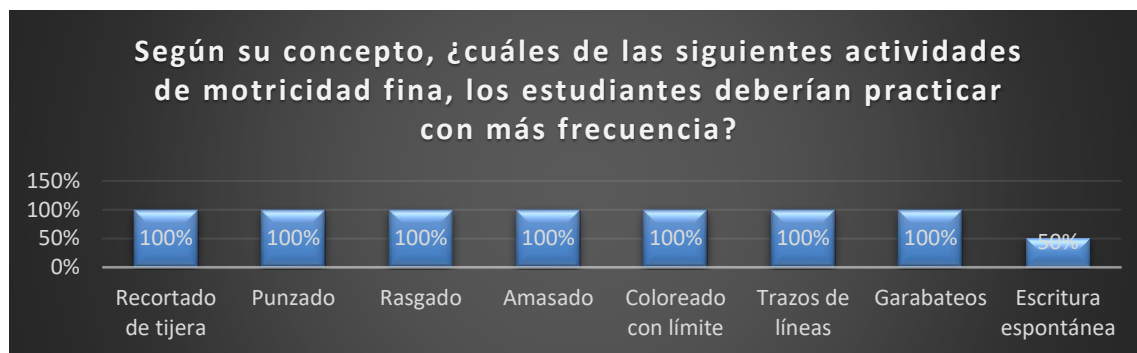 Según su concepto, ¿cuáles de las siguientes actividades
de motricidad fina, los estudiantes deberían practicar
con más frecuencia?
150%
100%
50%
0%
100% 100% 100% 100% 100% 100% 100% 50%
Recortado de tijera
Punzado
Rasgado
Amasado
Coloreado con límite
Trazos de líneas
Garabateos
Escritura espontánea